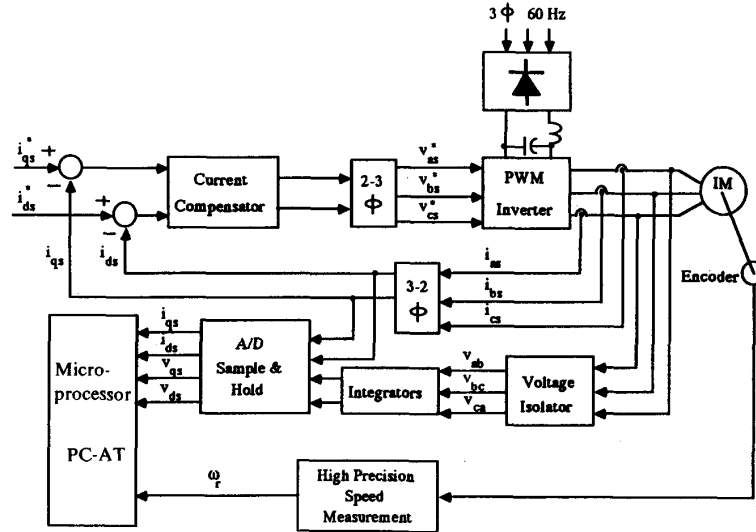 3 ϕ 60 Hz
i*qs
+
−
i*ds
+
−
Current
Compensator
2-3
ϕ
v*as
v*bs
v*cs
PWM
Inverter
IM
Encoder
iqs
ids
3-2
ϕ
ias
ibs
ics
Micro-
processor
PC-AT
iqs
ids
vqs
vds
A/D
Sample &
Hold
Integrators
vab
vbc
vca
Voltage
Isolator
ωr
High Precision
Speed
Measurement